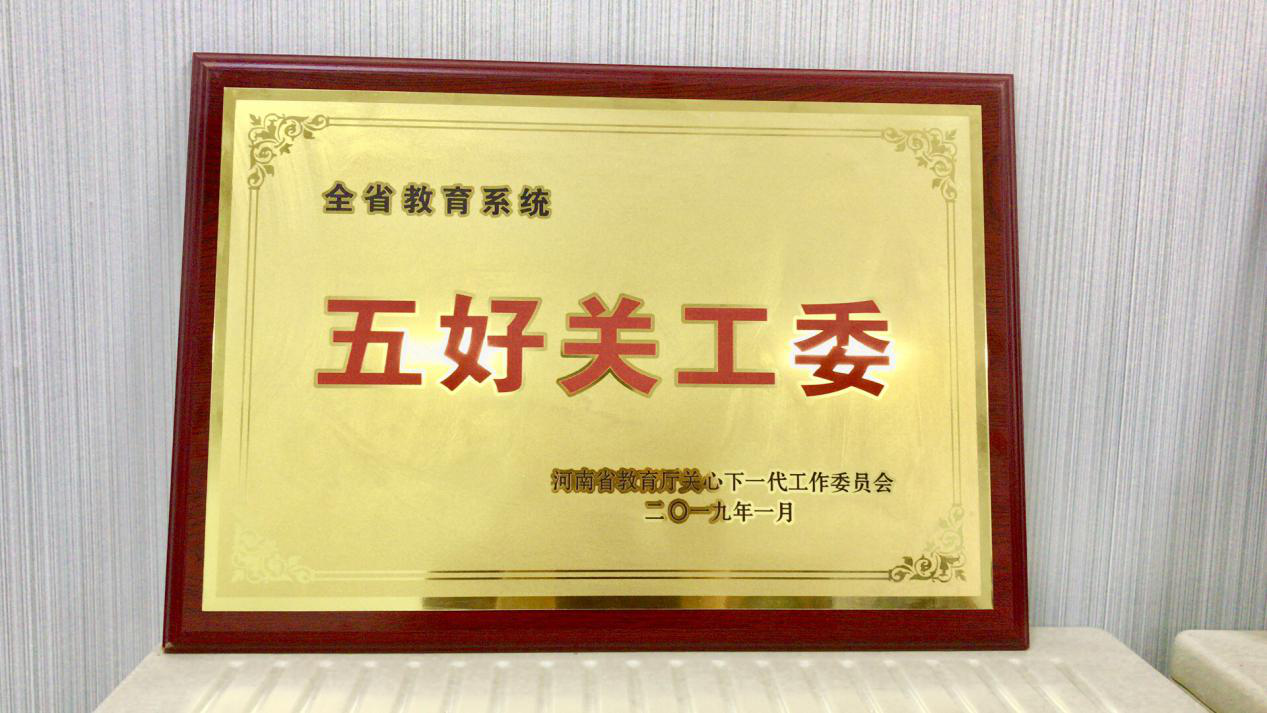 全省教育系统
五好关工委
河南省教育厅关心下一代工作委员会
二〇一九年一月